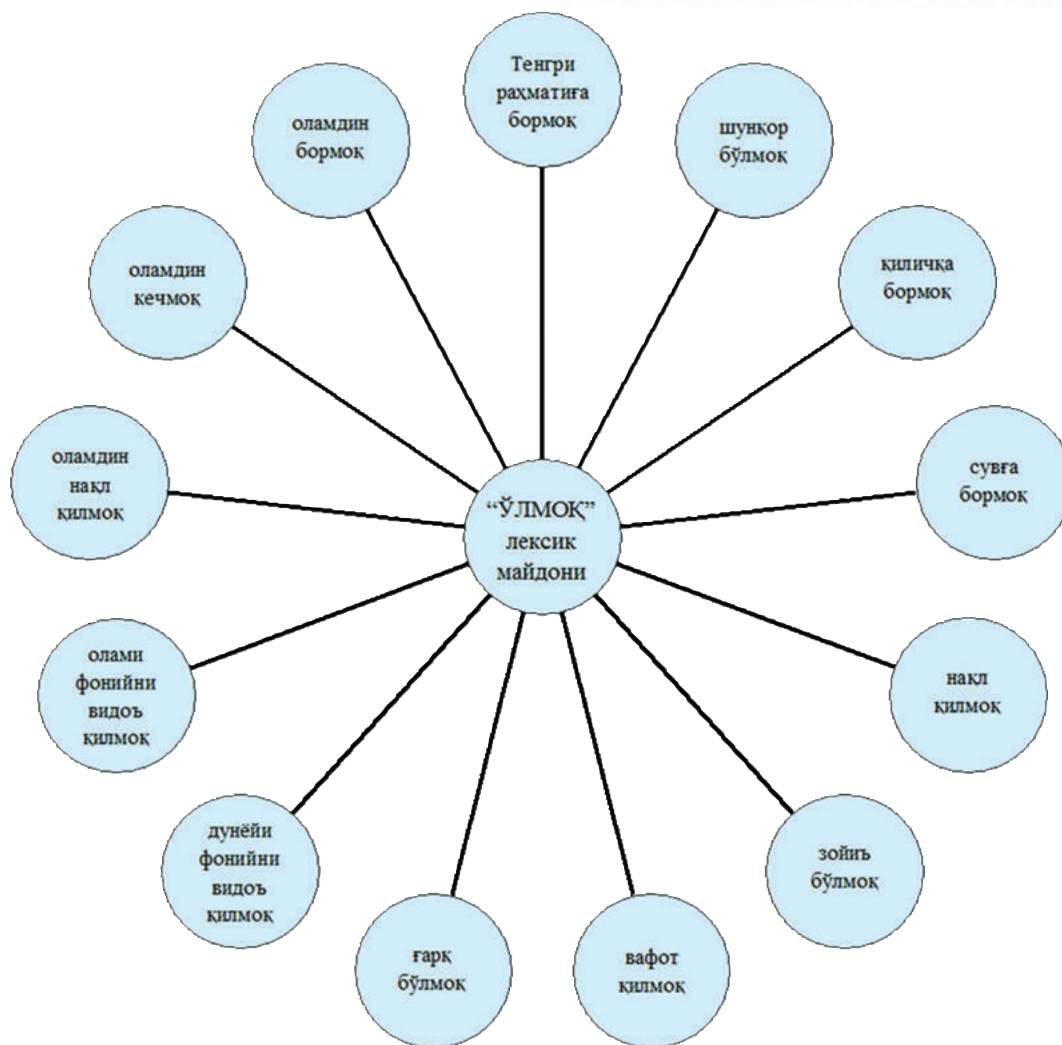 Тенгри
раҳматиға
бормоқ
шунқор
бўлмоқ
қиличқа
бормоқ
сувға
бормоқ
нақл
қилмоқ
зойиъ
бўлмоқ
вафот
қилмоқ
ғарқ
бўлмоқ
дунёйи
фонийни
видоъ
қилмоқ
олами
фонийни
видоъ
қилмоқ
оламдин
нақл
қилмоқ
оламдин
кечмоқ
оламдин
бормоқ
“ЎЛМОҚ”
лексик
майдони